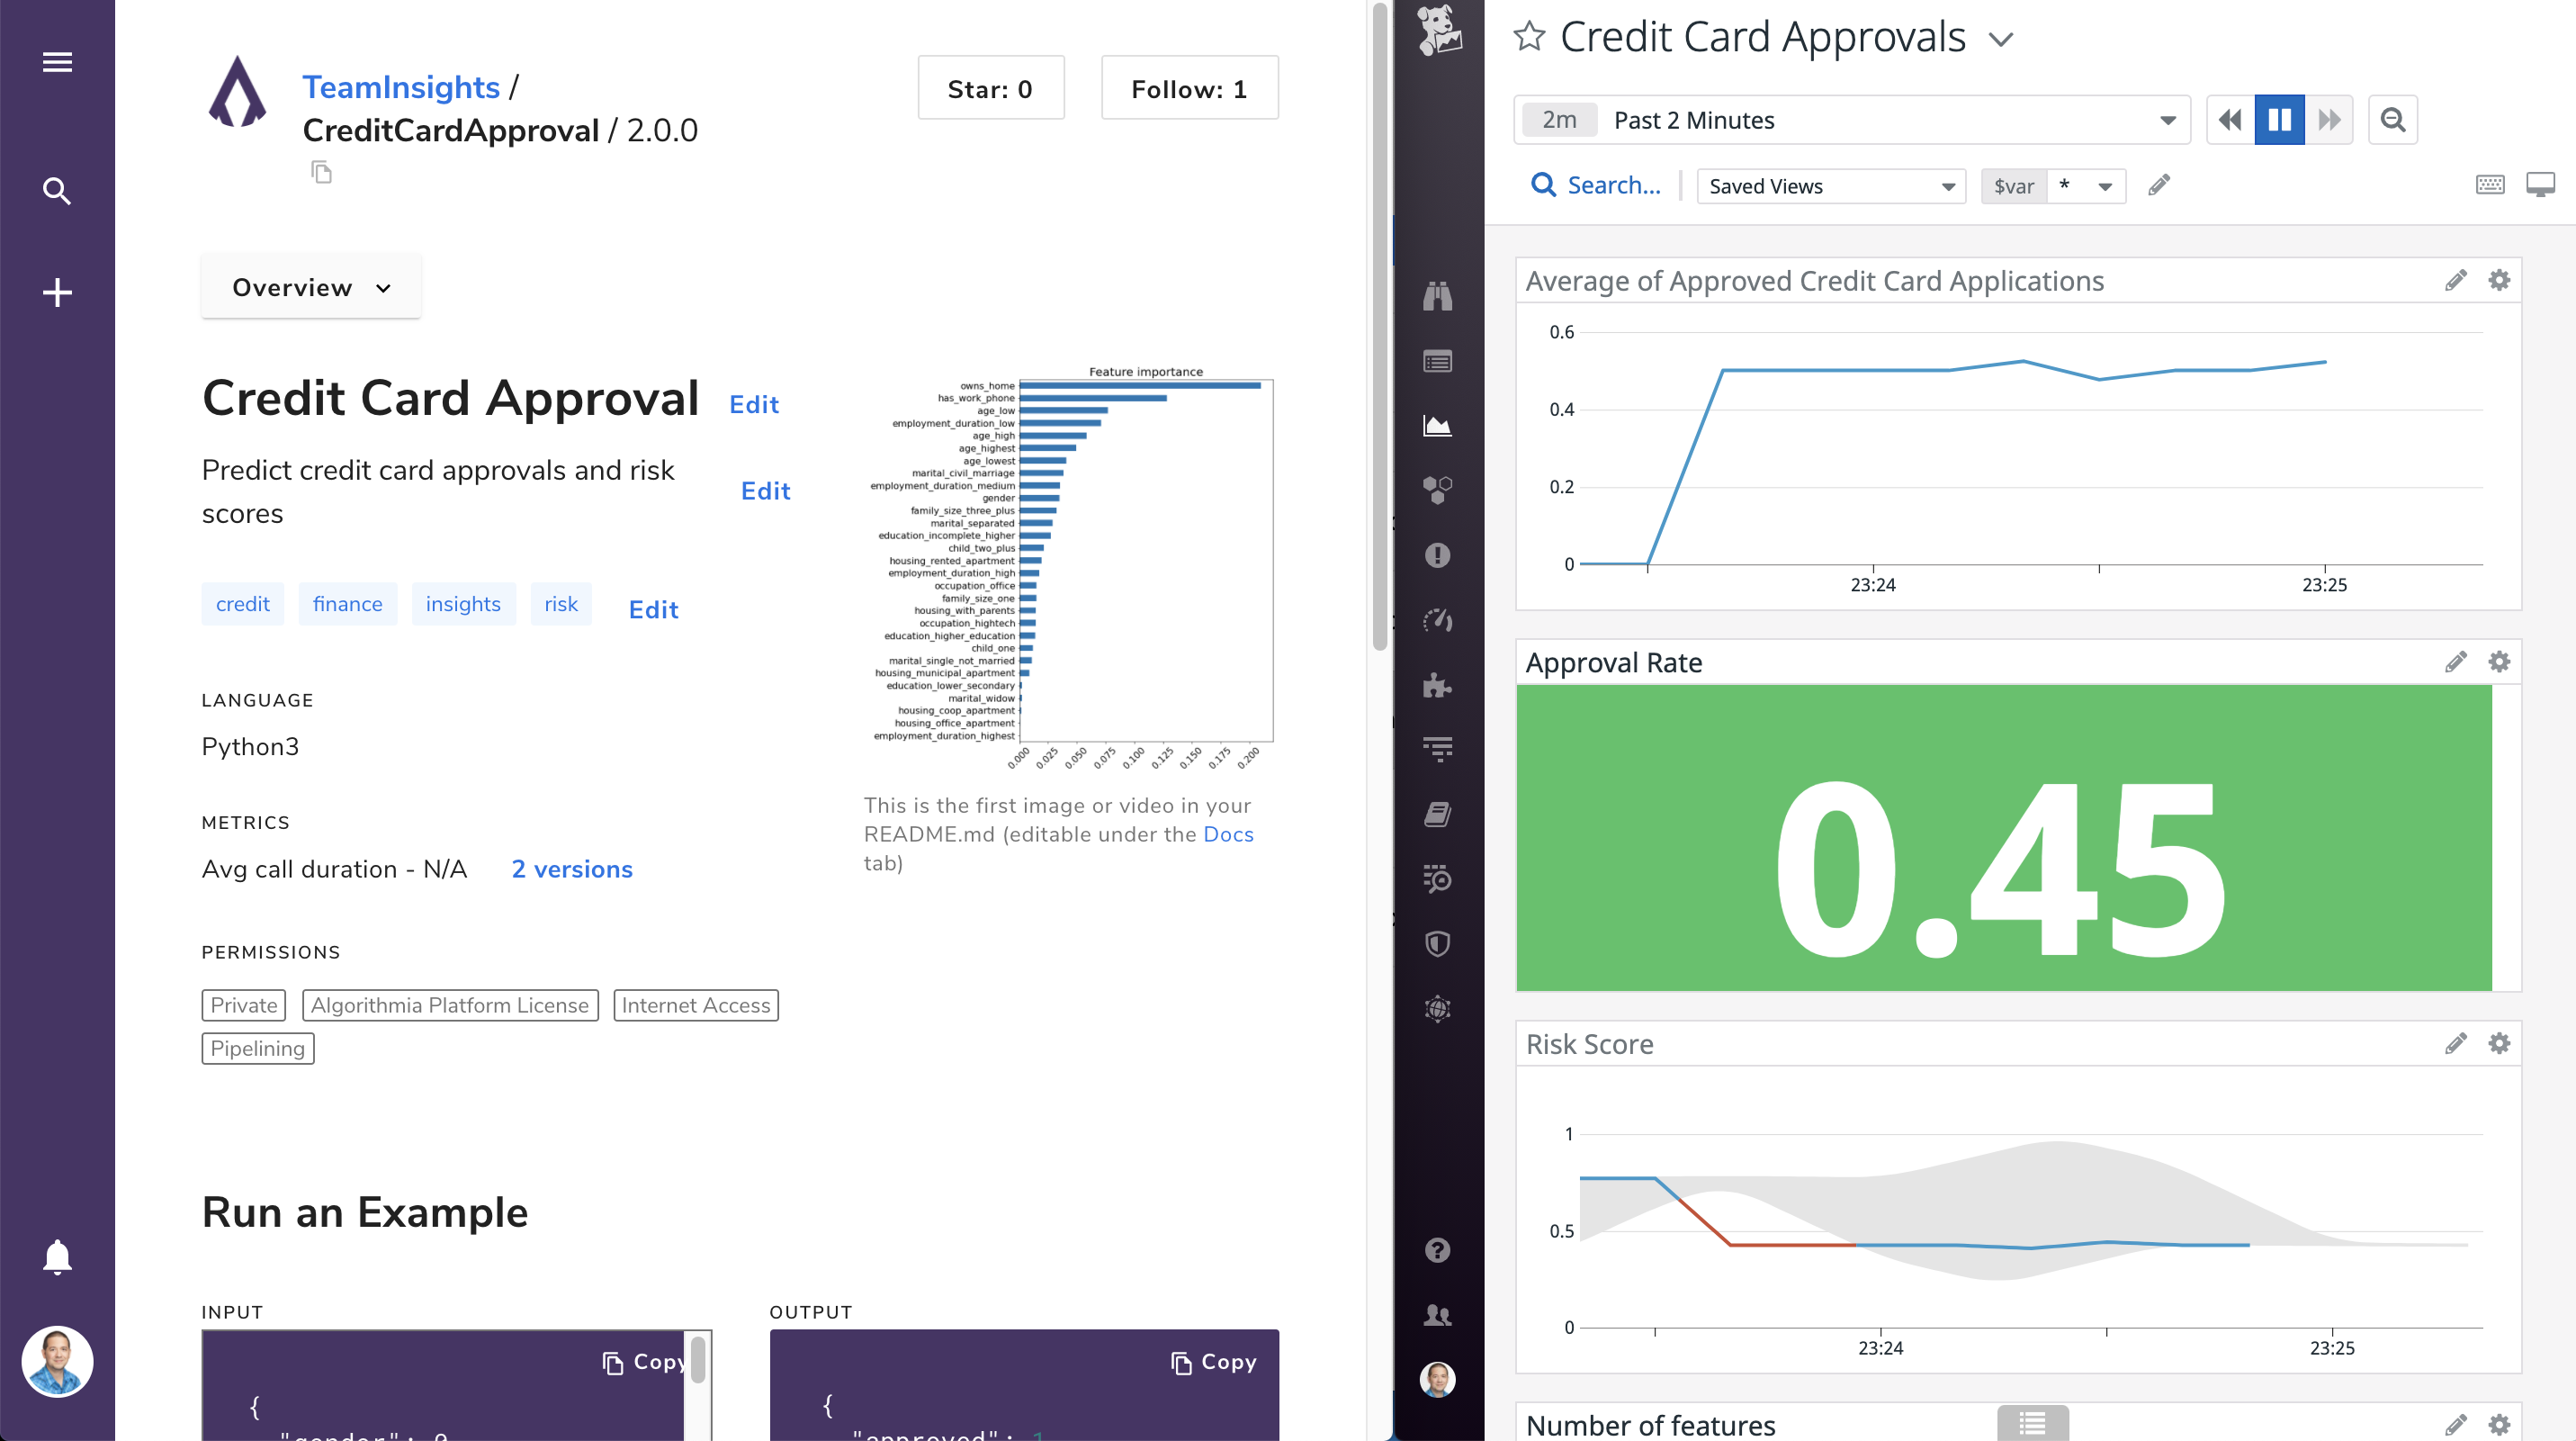 TeamInsights /
CreditCardApproval / 2.0.0
Star: 0
Follow: 1
Overview
Credit Card Approval
Edit
Predict credit card approvals and risk
scores
Edit
credit
finance
insights
risk
Edit
LANGUAGE
Python3
METRICS
Avg call duration - N/A
2 versions
PERMISSIONS
Private
Algorithmia Platform License
Internet Access
Pipelining
Feature importance
owns_home
has_work_phone
age_low
employment_duration_low
age_high
age_highest
age_lowest
marital_civil_marriage
employment_duration_medium
gender
family_size_three_plus
marital_separated
education_incomplete_higher
child_two_plus
housing_rented_apartment
employment_duration_high
occupation_office
family_size_one
housing_with_parents
occupation_hightech
education_higher_education
child_one
marital_single_not_married
housing_municipal_apartment
education_lower_secondary
marital_widow
housing_coop_apartment
housing_office_apartment
employment_duration_highest
0.000
0.025
0.050
0.075
0.100
0.125
0.150
0.175
0.200
This is the first image or video in your
README.md (editable under the Docs
tab)
Run an Example
INPUT
Copy
{
"gender": 0
OUTPUT
Copy
{
"approved": 1
Credit Card Approvals
2m Past 2 Minutes
Search...
Saved Views
$var *
Average of Approved Credit Card Applications
0.6
0.4
0.2
0
23:24
23:25
Approval Rate
0.45
Risk Score
1
0.5
0
23:24
23:25
Number of features